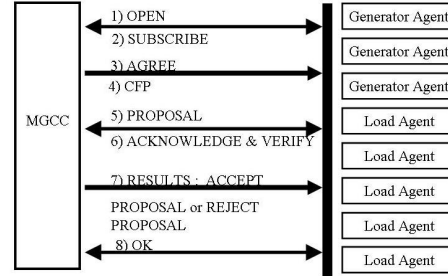 MGCC
1) OPEN
2) SUBSCRIBE
3) AGREE
4) CFP
5) PROPOSAL
6) ACKNOWLEDGE & VERIFY
7) RESULTS : ACCEPT
PROPOSAL or REJECT
PROPOSAL
8) OK
Generator Agent
Generator Agent
Generator Agent
Load Agent
Load Agent
Load Agent
Load Agent
Load Agent